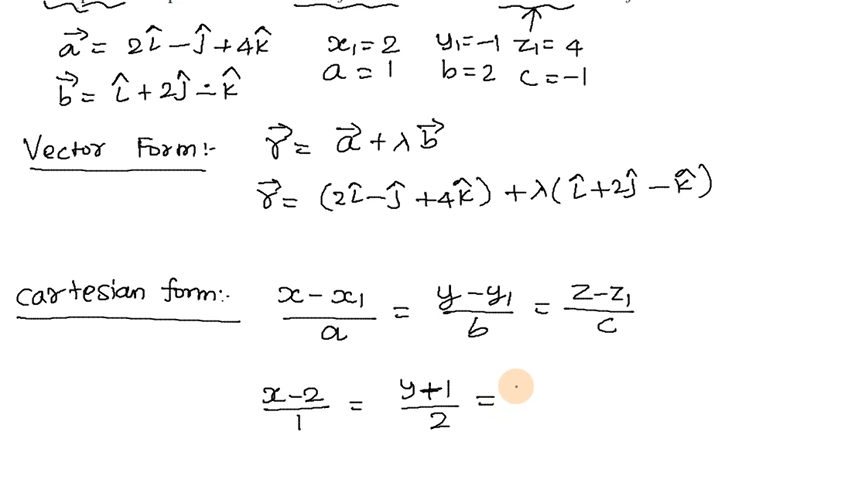 a⃗ = 2î − ĵ + 4k̂ x₁ = 2 y₁ = −1 z₁ = 4
b⃗ = î + 2ĵ − k̂ a = 1 b = 2 c = −1
Vector Form:- r⃗ = a⃗ + λ b⃗
r⃗ = (2î − ĵ + 4k̂) + λ(î + 2ĵ − k̂)
Cartesian form:- (x − x₁)/a = (y − y₁)/b = (z − z₁)/c
(x − 2)/1 = (y + 1)/2 =